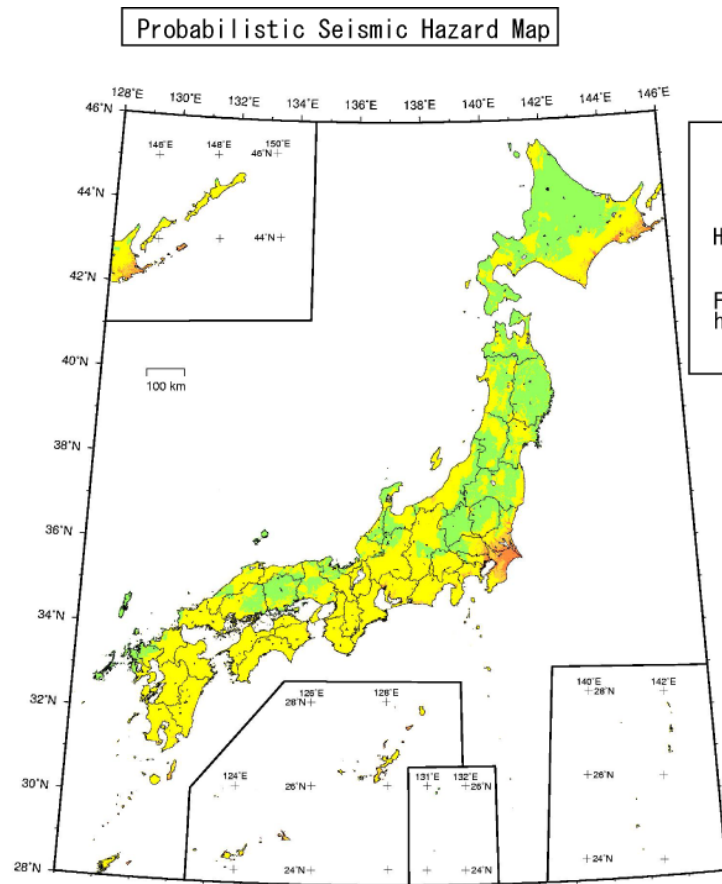 Probabilistic Seismic Hazard Map
128°E 130°E 132°E 134°E 136°E 138°E 140°E 142°E 144°E 146°E
46°N
146°E 148°E 150°E
46°N
44°N
44°N
H
42°N
F
h
40°N
100 km
38°N
36°N
34°N
32°N
126°E 128°E
28°N
140°E 142°E
28°N
30°N
124°E
26°N
131°E 132°E
26°N
26°N
28°N
24°N
24°N
24°N